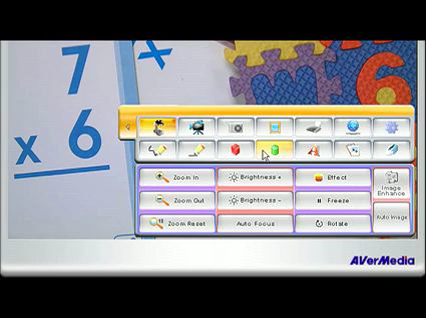 7
x 6
6
Zoom In
Brightness +
Effect
Image
Enhance
Zoom Out
Brightness -
Freeze
Zoom Reset
Auto Focus
Rotate
Auto Image
AVerMedia